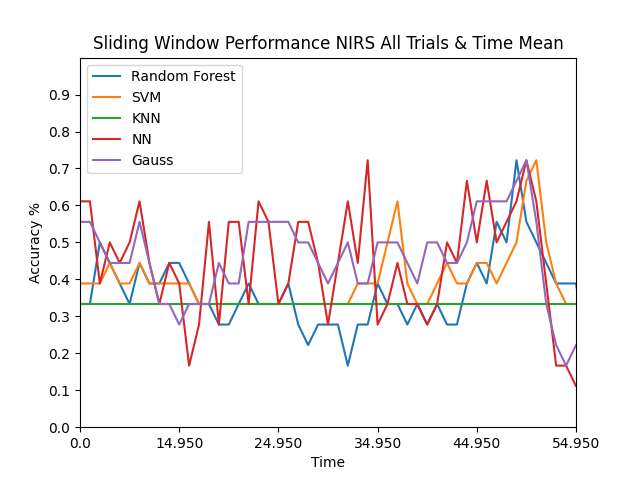 Sliding Window Performance NIRS All Trials & Time Mean
Random Forest
SVM
KNN
NN
Gauss
Accuracy %
0.9
0.8
0.7
0.6
0.5
0.4
0.3
0.2
0.1
0.0
0.0 14.950 24.950 34.950 44.950 54.950
Time